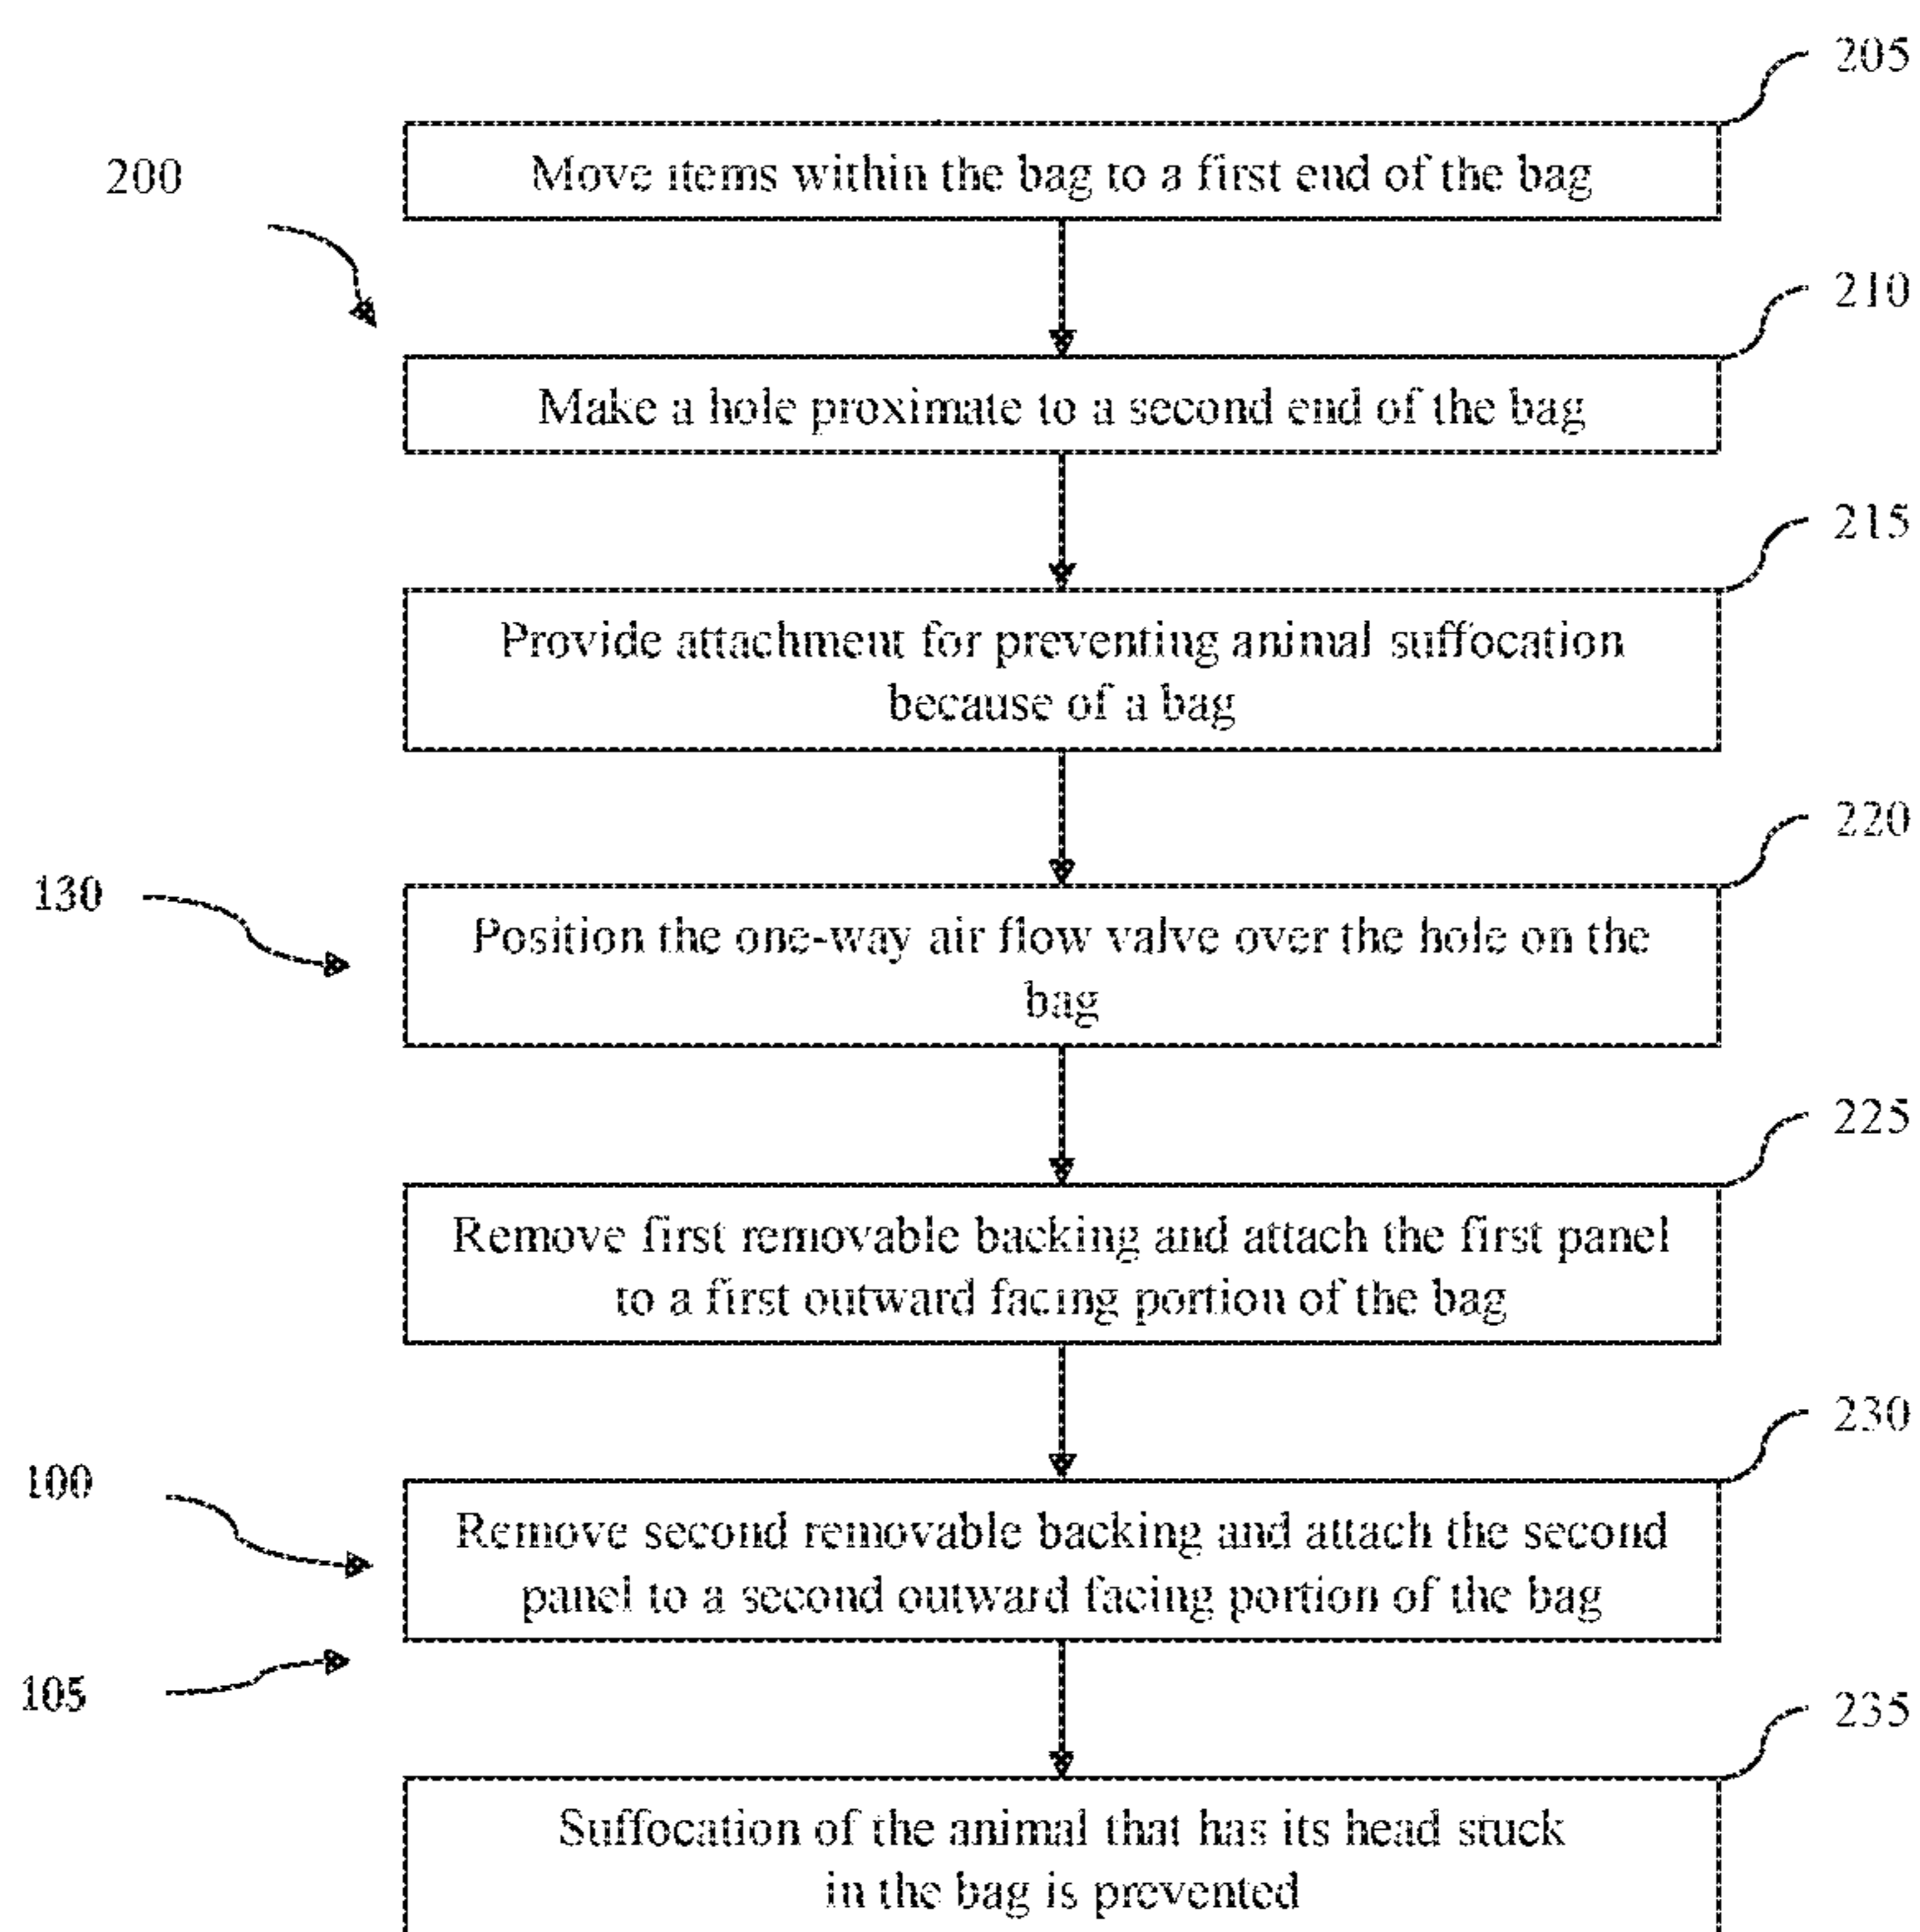 205
200
Move items within the bag to a first end of the bag
210
Make a hole proximate to a second end of the bag
215
Provide attachment for preventing animal suffocation
because of a bag
220
130
Position the one-way air flow valve over the hole on the
bag
225
Remove first removable backing and attach the first panel
to a first outward facing portion of the bag
230
100
Remove second removable backing and attach the second
panel to a second outward facing portion of the bag
105
235
Suffocation of the animal that has its head stuck
in the bag is prevented